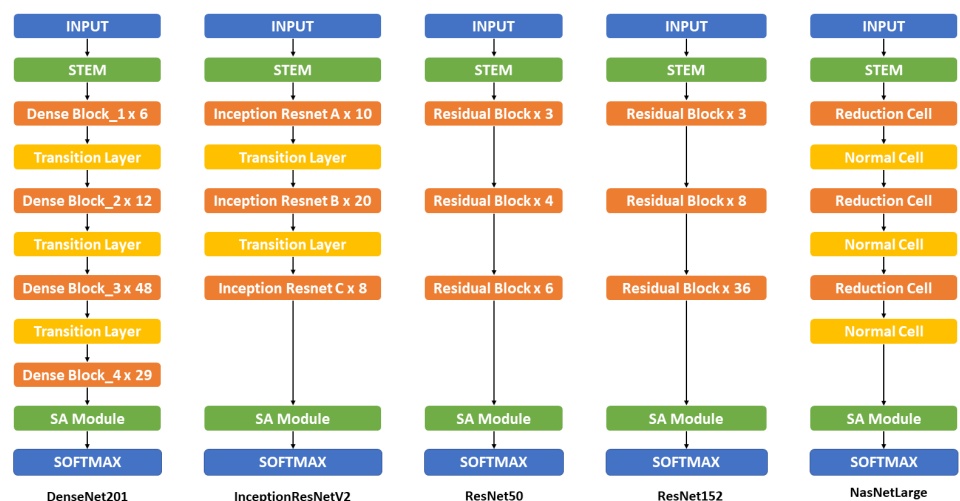 INPUT
STEM
Dense Block_1 x 6
Transition Layer
Dense Block_2 x 12
Transition Layer
Dense Block_3 x 48
Transition Layer
Dense Block_4 x 29
SA Module
SOFTMAX
DenseNet201
INPUT
STEM
Inception Resnet A x 10
Transition Layer
Inception Resnet B x 20
Transition Layer
Inception Resnet C x 8
SA Module
SOFTMAX
InceptionResNetV2
INPUT
STEM
Residual Block x 3
Residual Block x 4
Residual Block x 6
SA Module
SOFTMAX
ResNet50
INPUT
STEM
Residual Block x 3
Residual Block x 8
Residual Block x 36
SA Module
SOFTMAX
ResNet152
INPUT
STEM
Reduction Cell
Normal Cell
Reduction Cell
Normal Cell
Reduction Cell
Normal Cell
SA Module
SOFTMAX
NasNetLarge